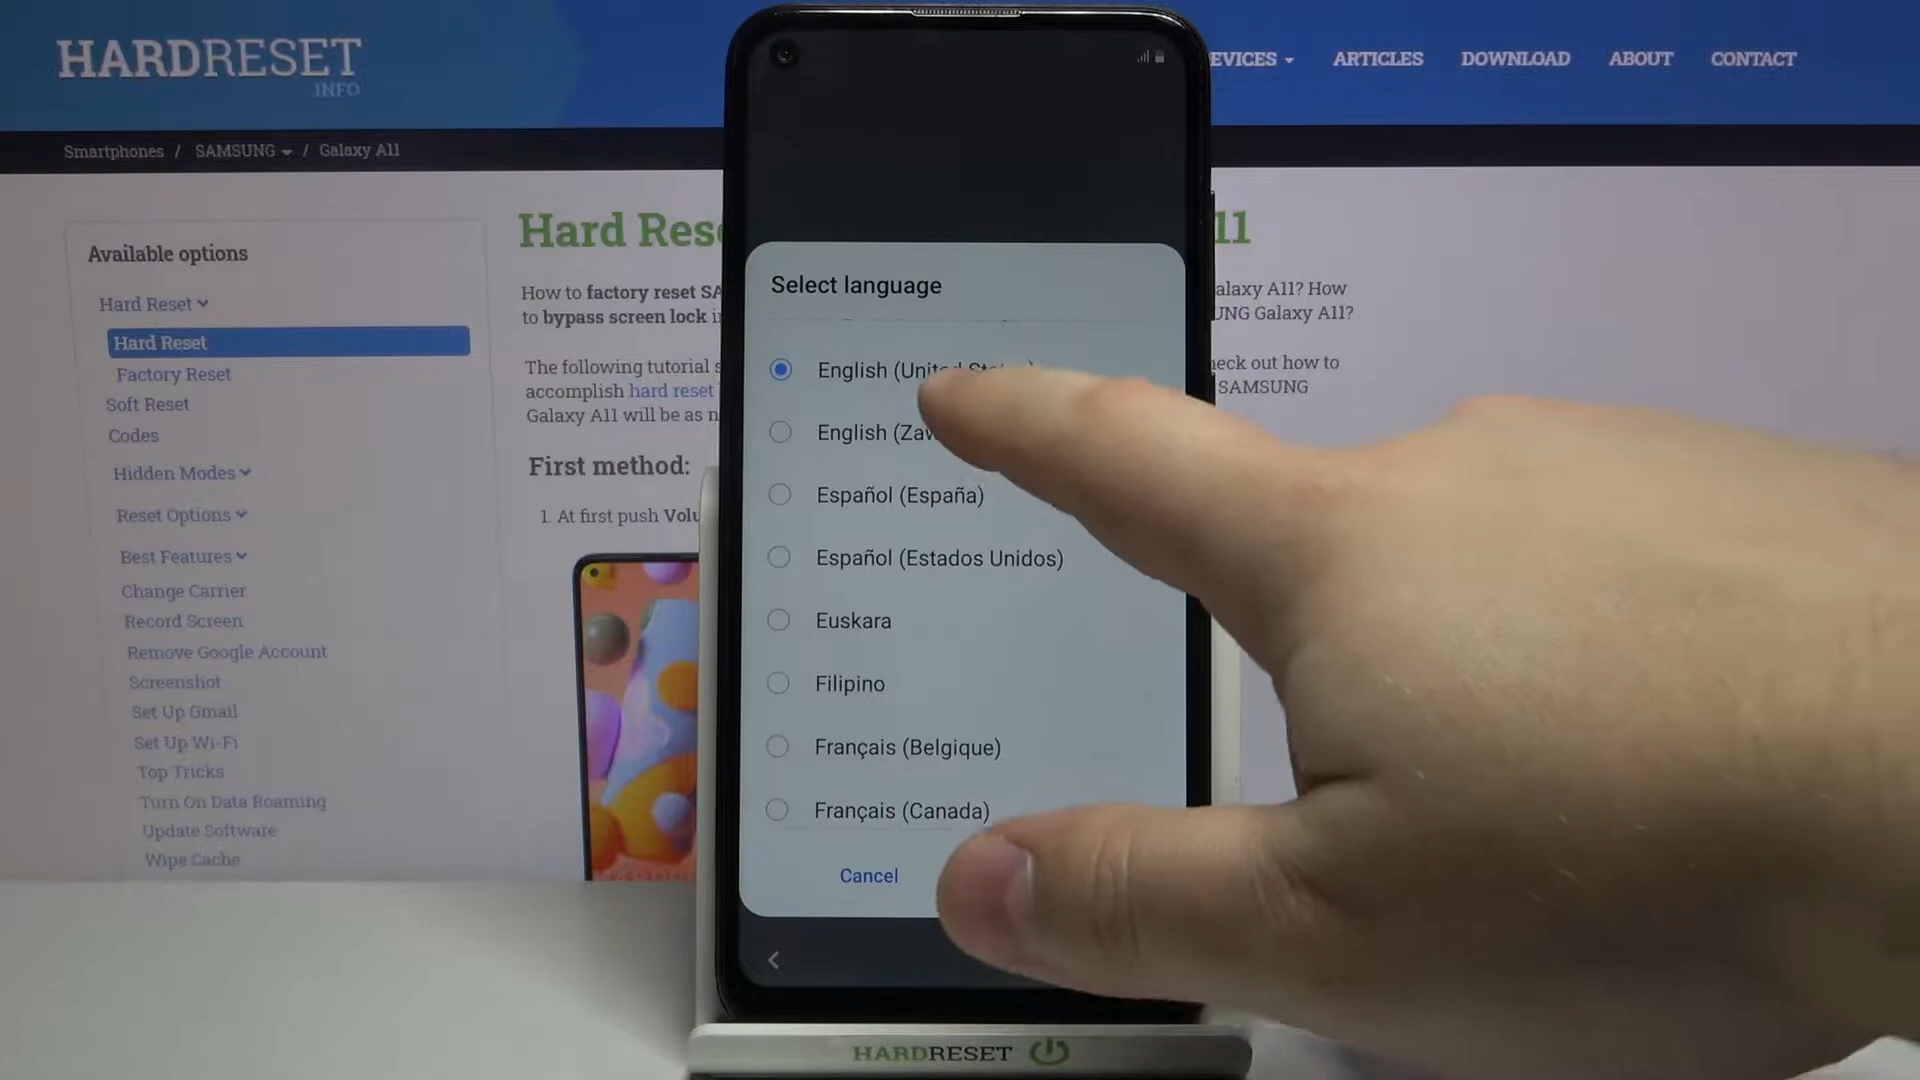 HARDRESET
.INFO
EVICES
ARTICLES
DOWNLOAD
ABOUT
CONTACT
Smartphones / SAMSUNG / Galaxy A11
Available options
Hard Reset
Hard Reset
Factory Reset
Soft Reset
Codes
Hidden Modes
Reset Options
Best Features
Change Carrier
Record Screen
Remove Google Account
Screenshot
Set Up Gmail
Set Up Wi-Fi
Top Tricks
Turn On Data Roaming
Update Software
Wipe Cache
Hard Res 11
How to factory reset SA alaxy A11? How
to bypass screen lock i UNG Galaxy A11?
The following tutorial s heck out how to
accomplish hard reset SAMSUNG
Galaxy A11 will be as n
First method:
1. At first push Volu
Select language
English (United States)
English (Zaw
Español (España)
Español (Estados Unidos)
Euskara
Filipino
Français (Belgique)
Français (Canada)
Cancel
HARDRESET